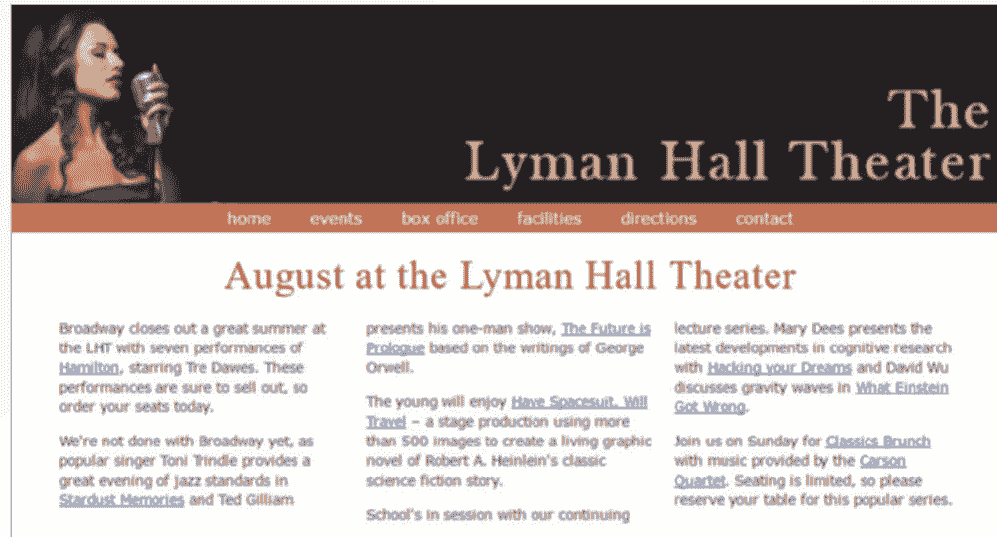 The
Lyman Hall Theater
home events box office facilities directions contact
August at the Lyman Hall Theater
Broadway closes out a great summer at
the LHT with seven performances of
Hamilton, starring Tre Dawes. These
performances are sure to sell out, so
order your seats today.
We're not done with Broadway yet, as
popular singer Toni Trindle provides a
great evening of jazz standards in
Stardust Memories and Ted Gilliam
presents his one-man show, The Future is
Prologue based on the writings of George
Orwell.
The young will enjoy Have Spacesuit. Will
Travel – a stage production using more
than 500 images to create a living graphic
novel of Robert A. Heinlein's classic
science fiction story.
School's in session with our continuing
lecture series. Mary Dees presents the
latest developments in cognitive research
with Hacking your Dreams and David Wu
discusses gravity waves in What Einstein
Got Wrong.
Join us on Sunday for Classics Brunch
with music provided by the Carson
Quartet. Seating is limited, so please
reserve your table for this popular series.